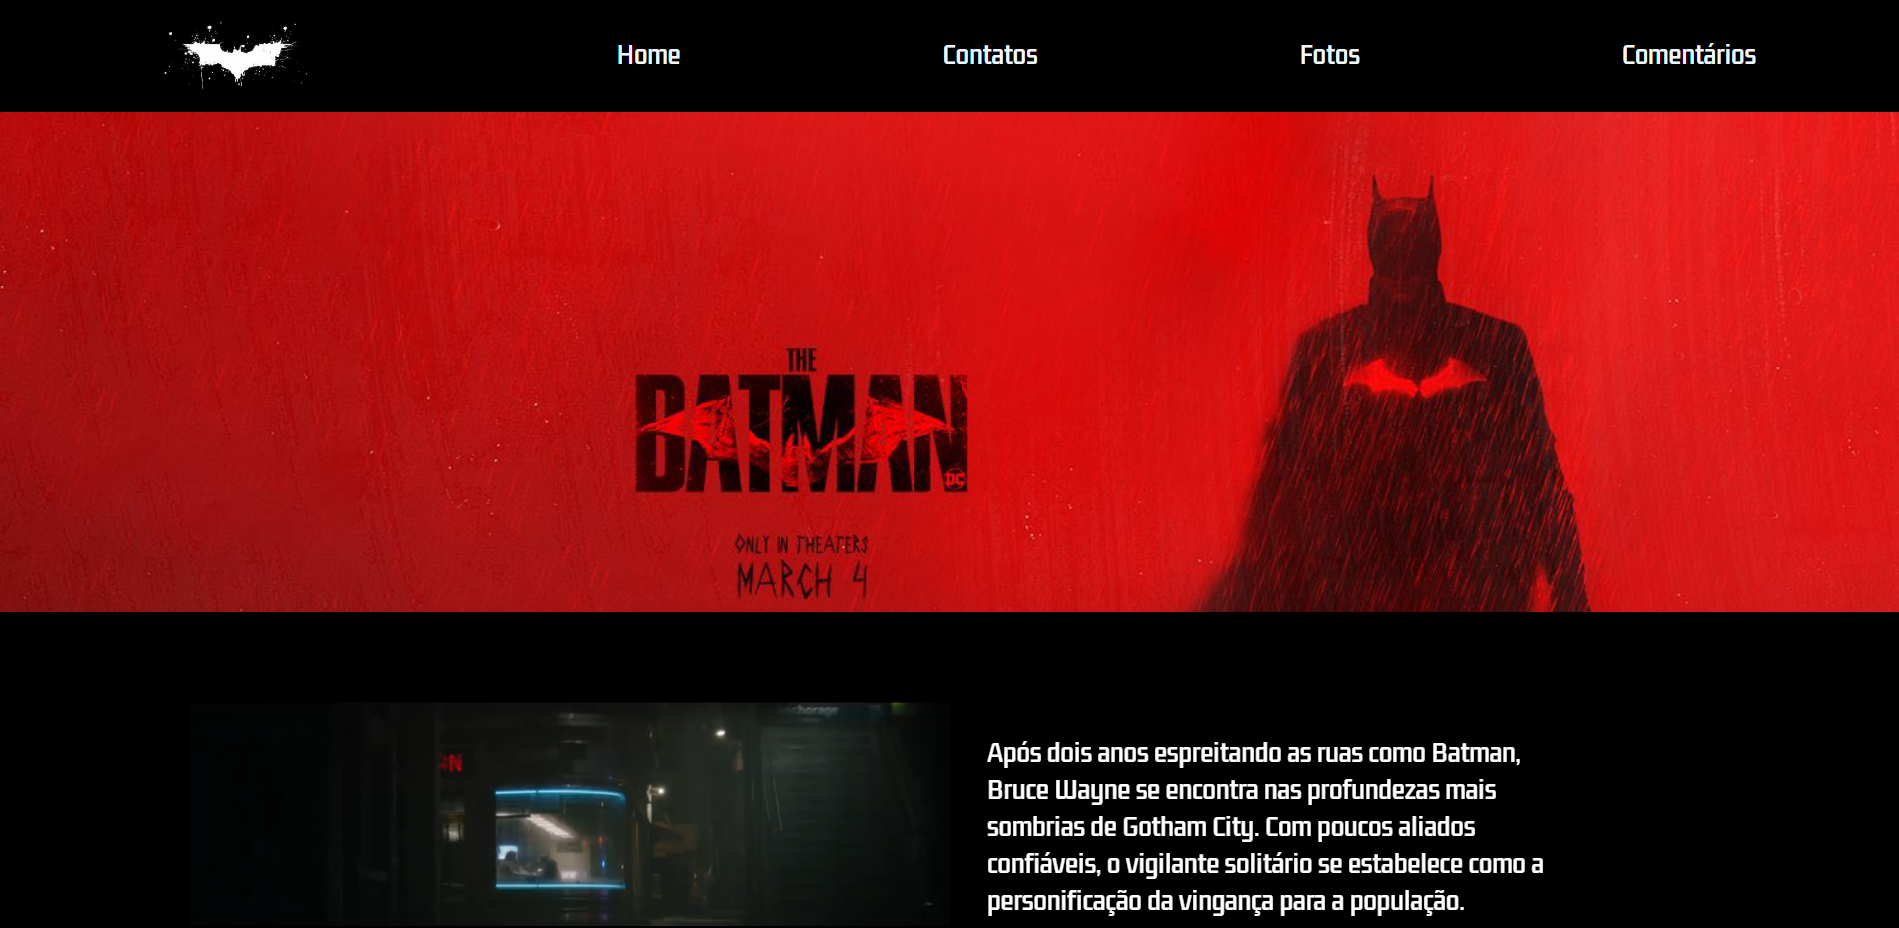 Home Contatos Fotos Comentários
THE
BATMAN
DC
ONLY IN THEATERS
MARCH 4
Após dois anos espreitando as ruas como Batman,
Bruce Wayne se encontra nas profundezas mais
sombrias de Gotham City. Com poucos aliados
confiáveis, o vigilante solitário se estabelece como a
personificação da vingança para a população.